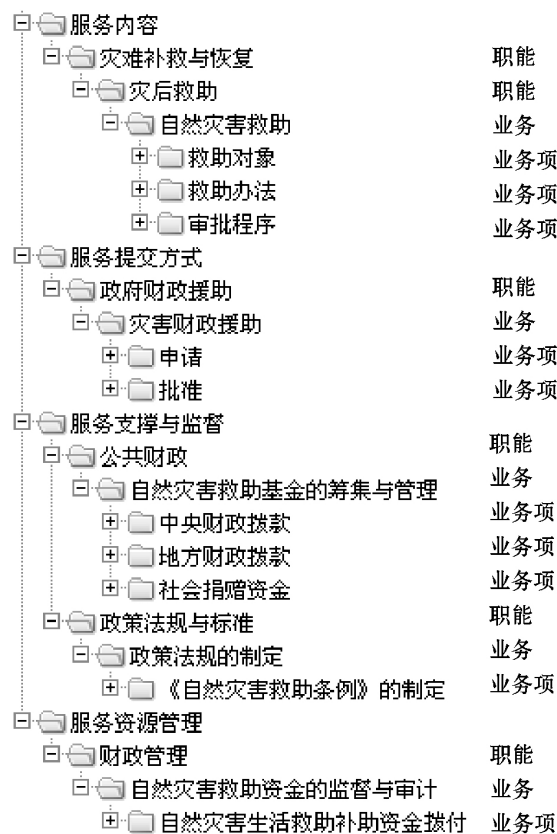 服务内容
灾难补救与恢复 职能
灾后救助 职能
自然灾害救助 业务
救助对象 业务项
救助办法 业务项
审批程序 业务项
服务提交方式
政府财政援助 职能
灾害财政援助 业务
申请 业务项
批准 业务项
服务支撑与监督
公共财政 职能
自然灾害救助基金的筹集与管理 业务
中央财政拨款 业务项
地方财政拨款 业务项
社会捐赠资金 业务项
政策法规与标准 职能
政策法规的制定 业务
《自然灾害救助条例》的制定 业务项
服务资源管理
财政管理 职能
自然灾害救助资金的监督与审计 业务
自然灾害生活救助补助资金拨付 业务项